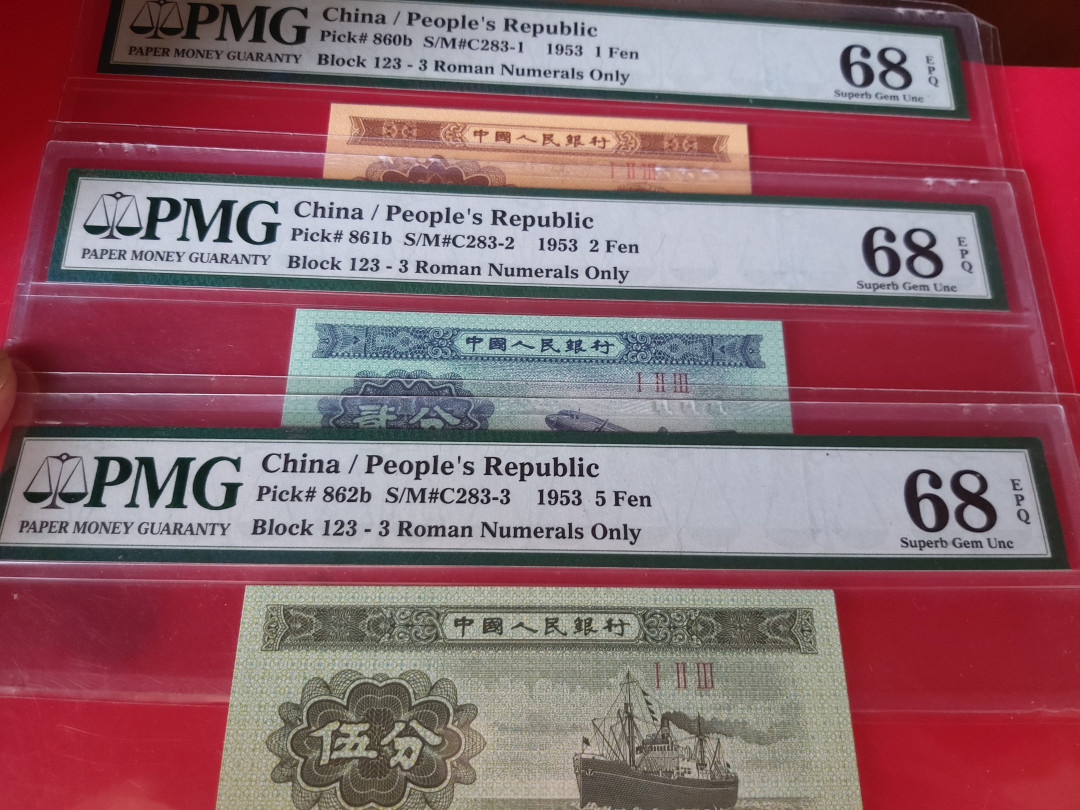 PMG
PAPER MONEY GUARANTY
China / People's Republic
Pick# 860b S/M#C283-1 1953 1 Fen
Block 123 - 3 Roman Numerals Only
68
EPQ
Superb Gem Unc
中國人民銀行
I II III
PMG
PAPER MONEY GUARANTY
China / People's Republic
Pick# 861b S/M#C283-2 1953 2 Fen
Block 123 - 3 Roman Numerals Only
68
EPQ
Superb Gem Unc
中國人民銀行
I II III
贰分
PMG
PAPER MONEY GUARANTY
China / People's Republic
Pick# 862b S/M#C283-3 1953 5 Fen
Block 123 - 3 Roman Numerals Only
68
EPQ
Superb Gem Unc
中國人民銀行
I II III
伍分